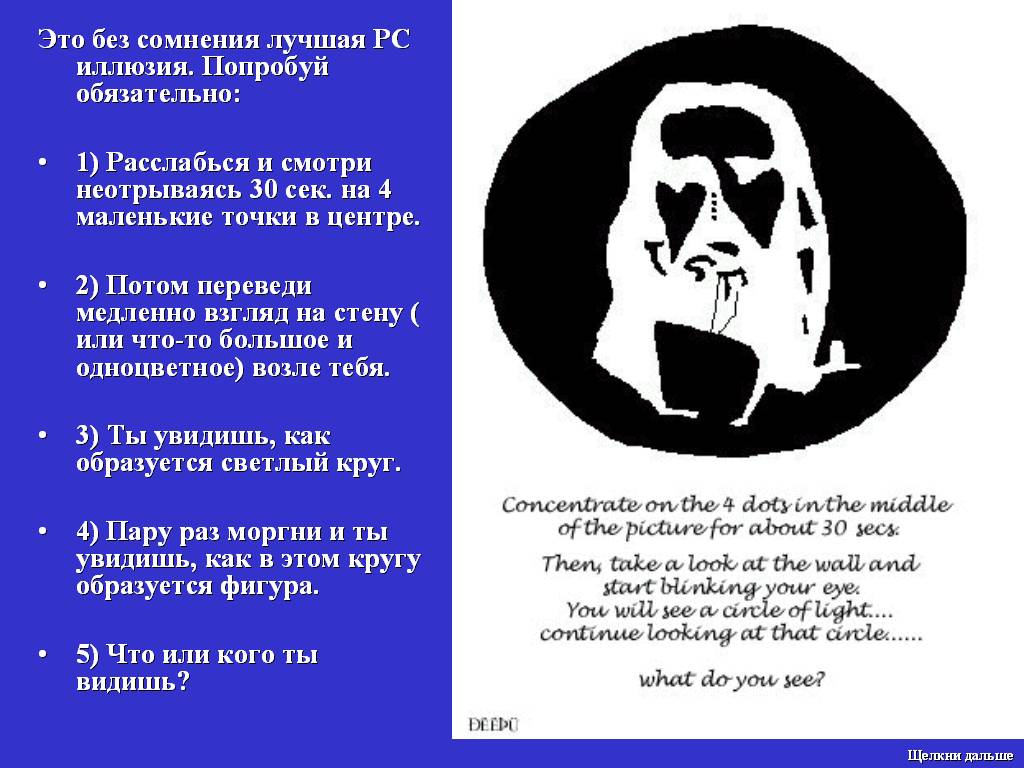 Это без сомнения лучшая PC
иллюзия. Попробуй
обязательно:
• 1) Расслабься и смотри
неотрываясь 30 сек. на 4
маленькие точки в центре.
• 2) Потом переведи
медленно взгляд на стену (
или что-то большое и
одноцветное) возле тебя.
• 3) Ты увидишь, как
образуется светлый круг.
• 4) Пару раз моргни и ты
увидишь, как в этом кругу
образуется фигура.
• 5) Что или кого ты
видишь?
Concentrate on the 4 dots in the middle
of the picture for about 30 secs.
Then, take a look at the wall and
start blinking your eye.
You will see a circle of light....
continue looking at that circle......
what do you see?
Щелкни дальше